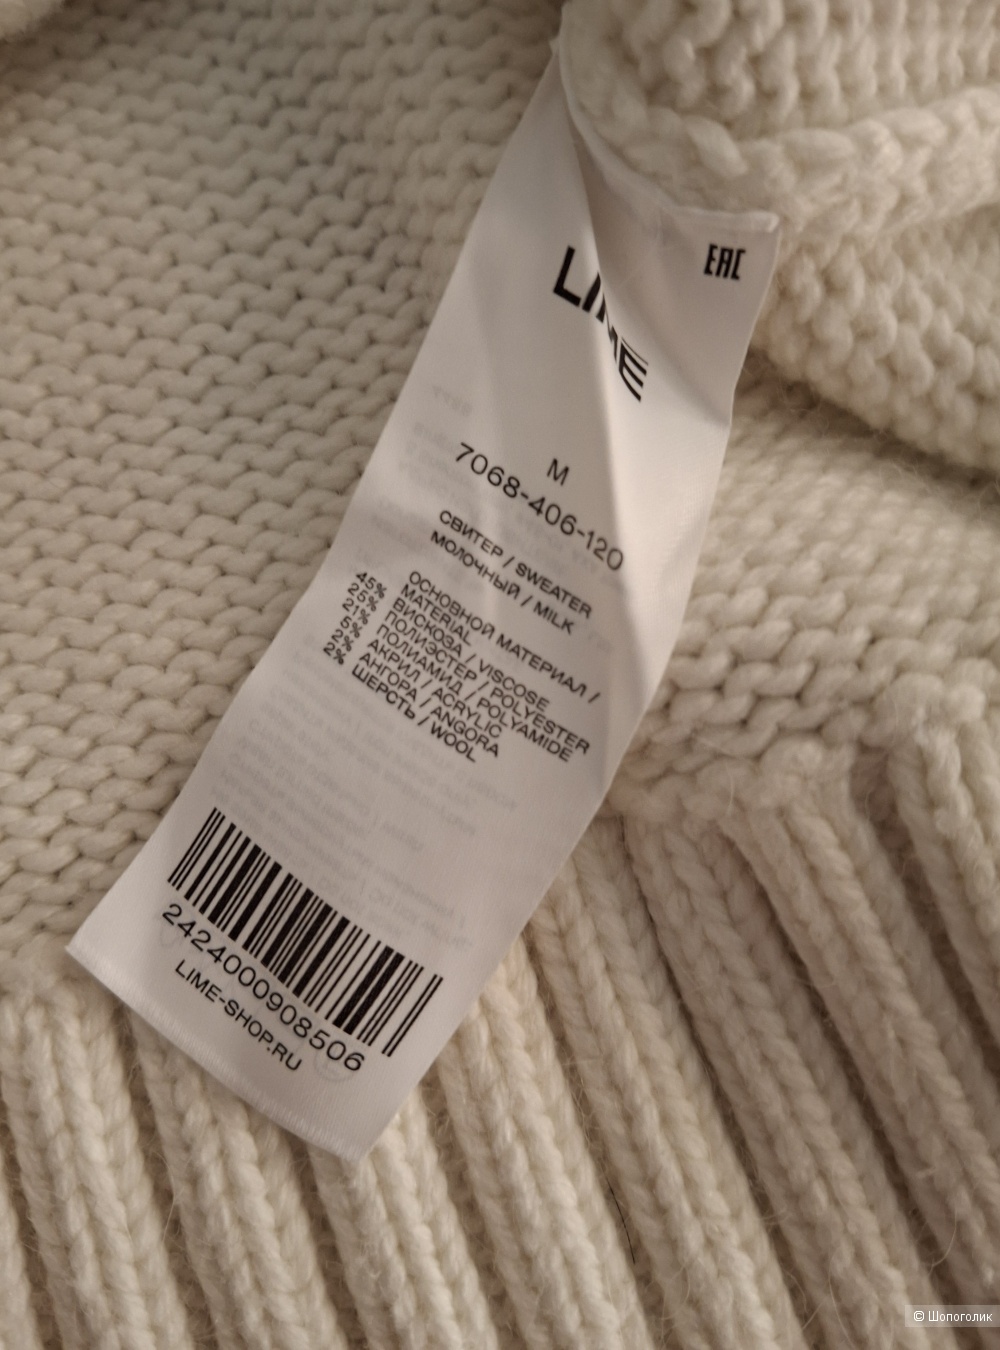 EAC
LIME
M
7068-406-120
СВИТЕР / SWEATER
МОЛОЧНЫЙ / MILK
ОСНОВНОЙ МАТЕРИАЛ /
MATERIAL
45% ВИСКОЗА / VISCOSE
25% ПОЛИЭСТЕР / POLYESTER
21% ПОЛИАМИД / POLYAMIDE
5% АКРИЛ / ACRYLIC
2% АНГОРА / ANGORA
2% ШЕРСТЬ / WOOL
2424000908506
LIME-SHOP.RU
© Шопоголик